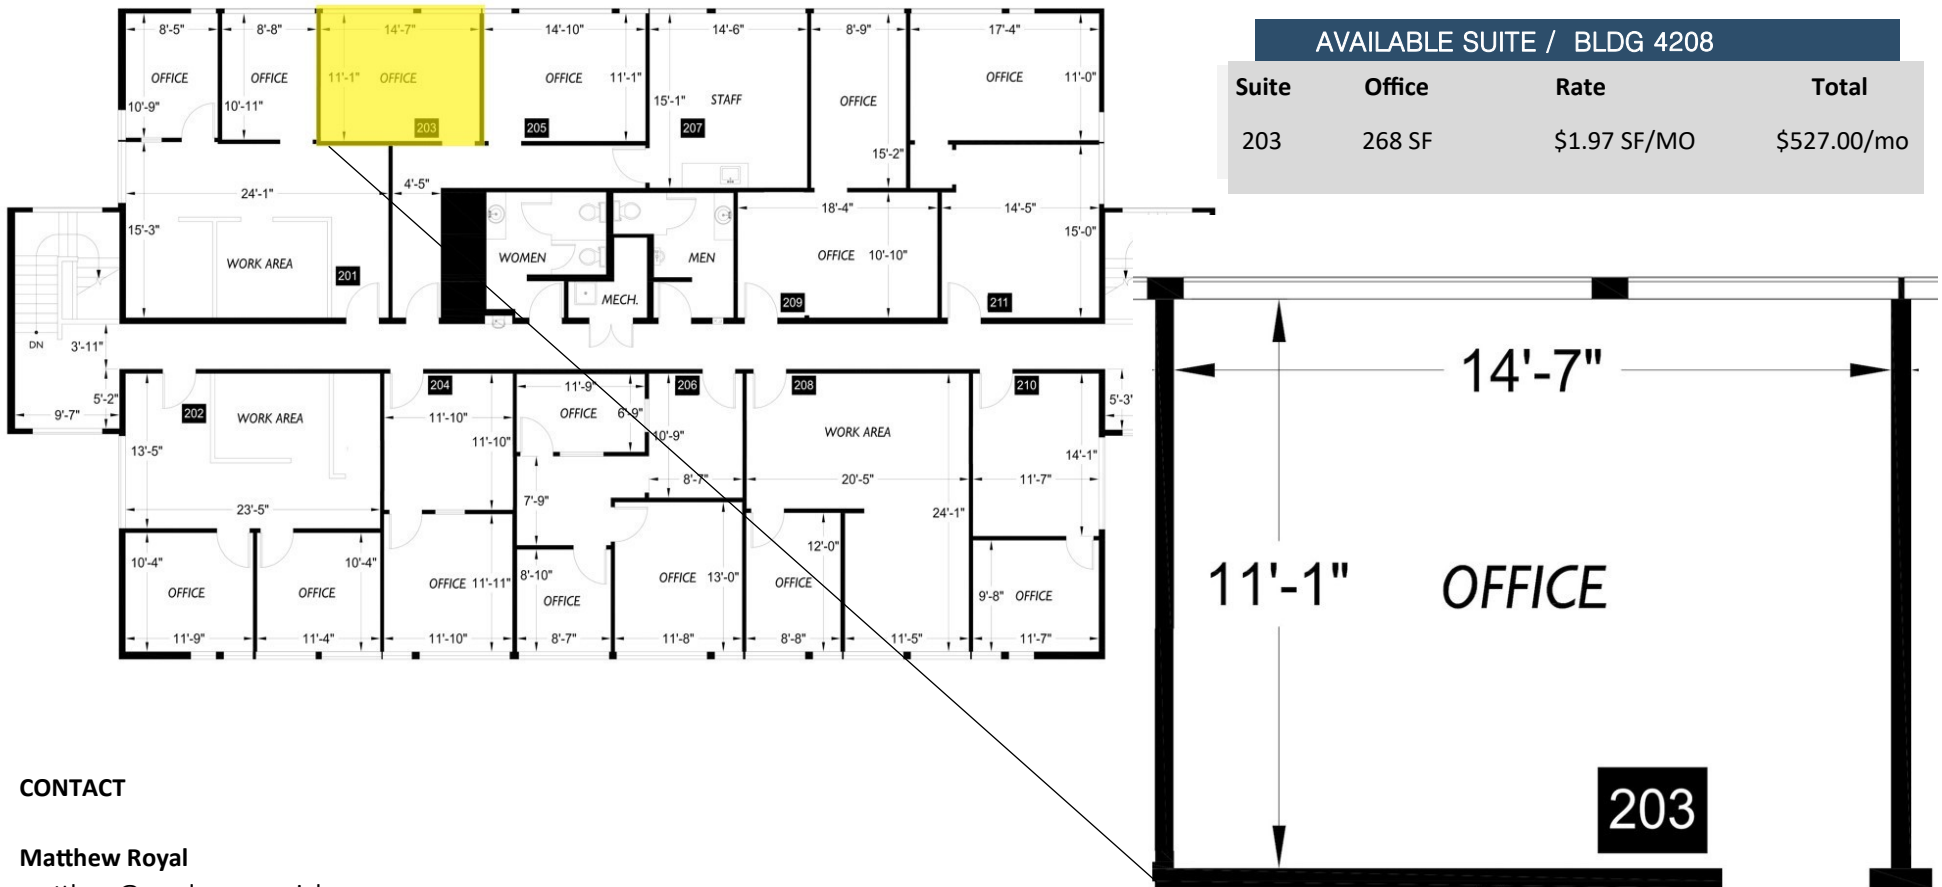 AVAILABLE SUITE / BLDG 4208
Suite Office Rate Total
203 268 SF $1.97 SF/MO $527.00/mo
8'-5" 8'-8" 14'-7" 14'-10" 14'-6" 8'-9" 17'-4"
OFFICE OFFICE 11'-1" OFFICE OFFICE 11'-1" OFFICE 11'-0"
10'-9" 10'-11" 15'-1" STAFF OFFICE
203 205 207
15'-2"
24'-1" 4'-5"
18'-4" 14'-5"
15'-3" 15'-0"
WORK AREA WOMEN MEN OFFICE 10'-10"
201
MECH. 209 211
DN 3'-11"
5'-2" 204 11'-9" 206 208 210 5'-3"
9'-7" 202 WORK AREA 11'-10" OFFICE 6'-9"
11'-10" 10'-9" WORK AREA
13'-5" 14'-1"
8'-7" 20'-5" 11'-7"
23'-5" 7'-9" 24'-1"
10'-4" 10'-4" 12'-0"
OFFICE OFFICE OFFICE 11'-11" 8'-10" OFFICE OFFICE 13'-0" OFFICE 9'-8" OFFICE
11'-9" 11'-4" 11'-10" 8'-7" 11'-8" 8'-8" 11'-5" 11'-7"
14'-7"
11'-1" OFFICE
203
CONTACT
Matthew Royal